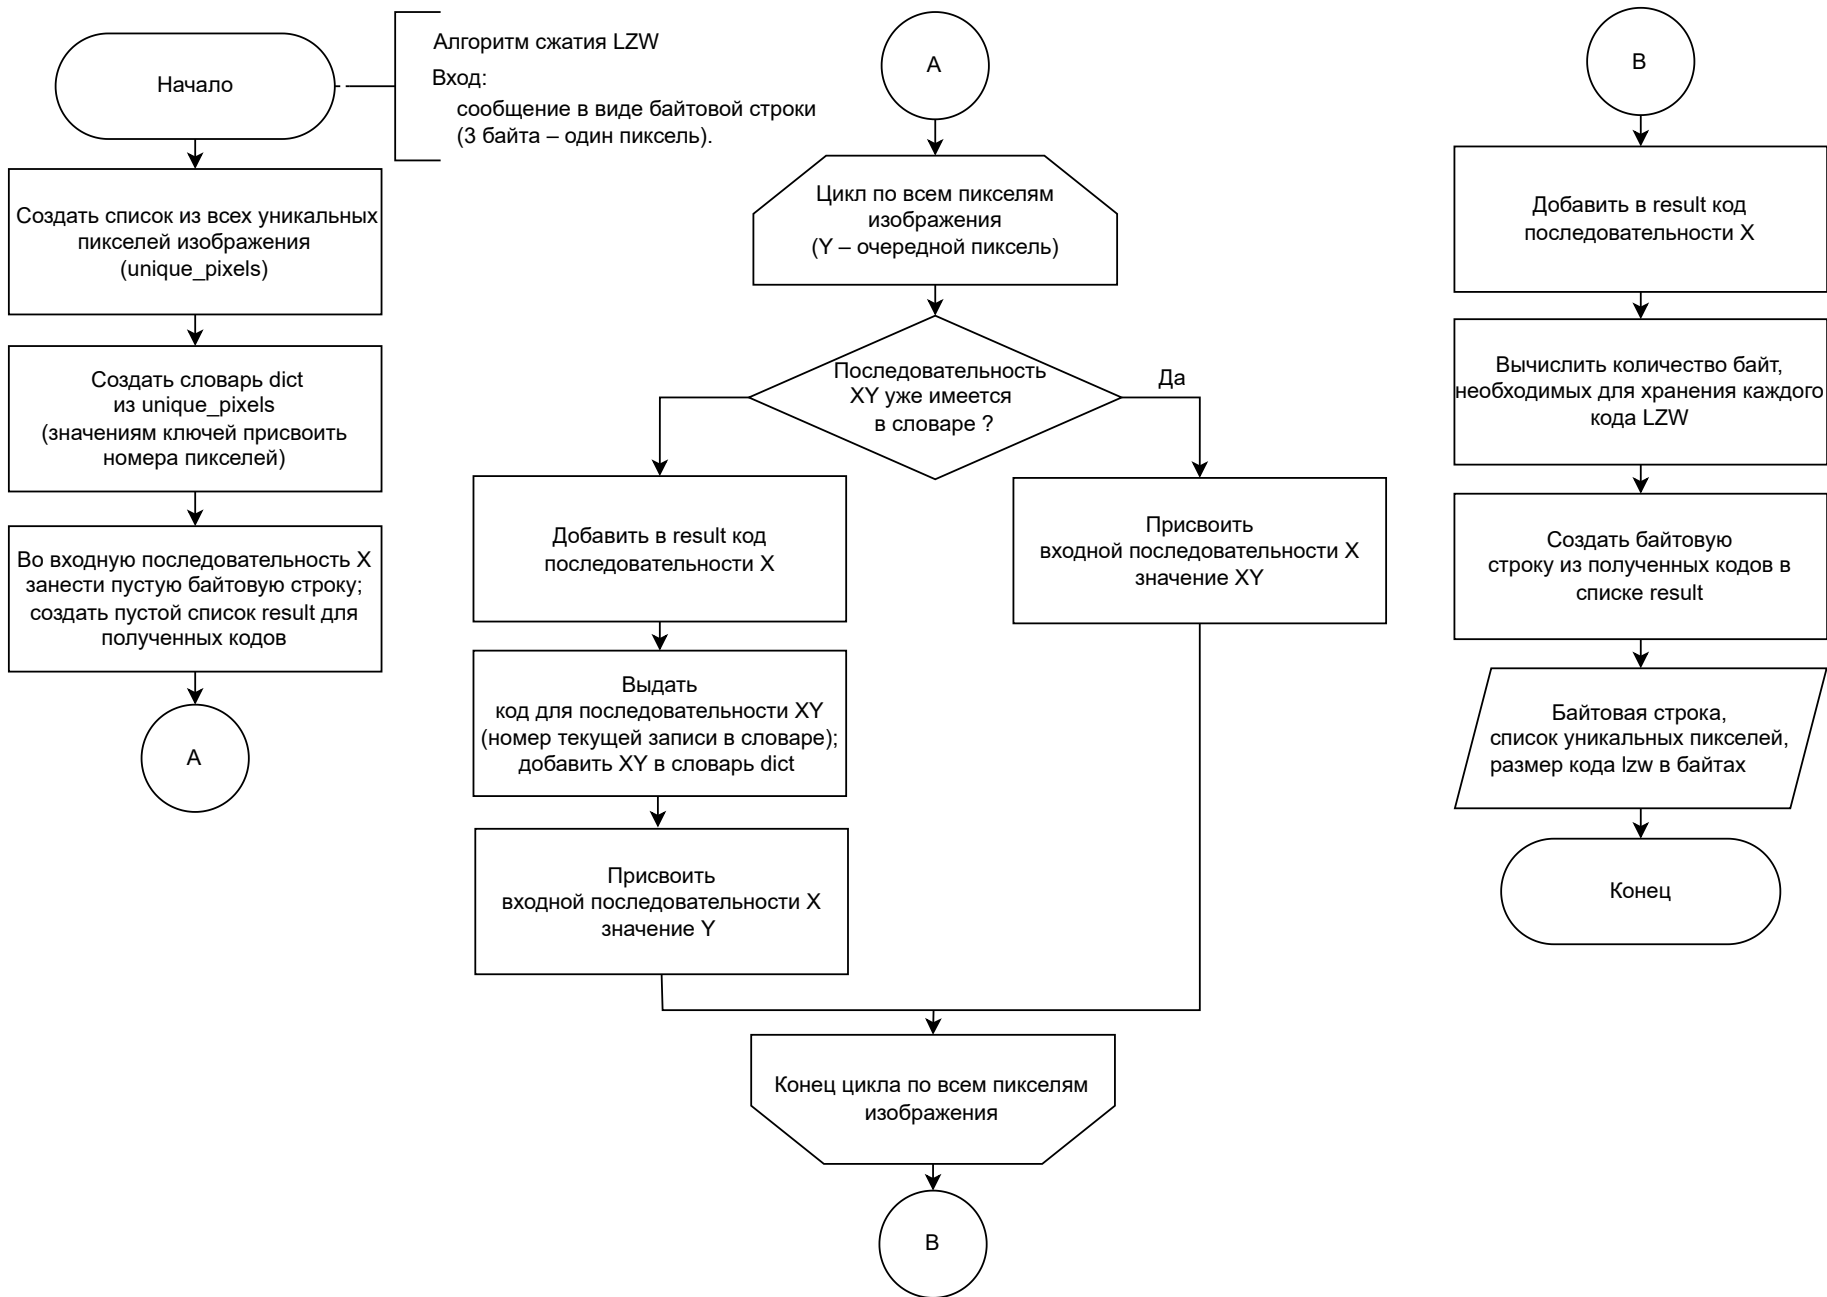 Начало
Алгоритм сжатия LZW
Вход:
сообщение в виде байтовой строки
(3 байта – один пиксель).
Создать список из всех уникальных
пикселей изображения
(unique_pixels)
Создать словарь dict
из unique_pixels
(значениям ключей присвоить
номера пикселей)
Во входную последовательность X
занести пустую байтовую строку;
создать пустой список result для
полученных кодов
A
A
Цикл по всем пикселям
изображения
(Y – очередной пиксель)
Последовательность
XY уже имеется
в словаре ?
Да
Добавить в result код
последовательности X
Выдать
код для последовательности XY
(номер текущей записи в словаре);
добавить XY в словарь dict
Присвоить
входной последовательности X
значение Y
Присвоить
входной последовательности X
значение XY
Конец цикла по всем пикселям
изображения
B
B
Добавить в result код
последовательности X
Вычислить количество байт,
необходимых для хранения каждого
кода LZW
Создать байтовую
строку из полученных кодов в
списке result
Байтовая строка,
список уникальных пикселей,
размер кода lzw в байтах
Конец